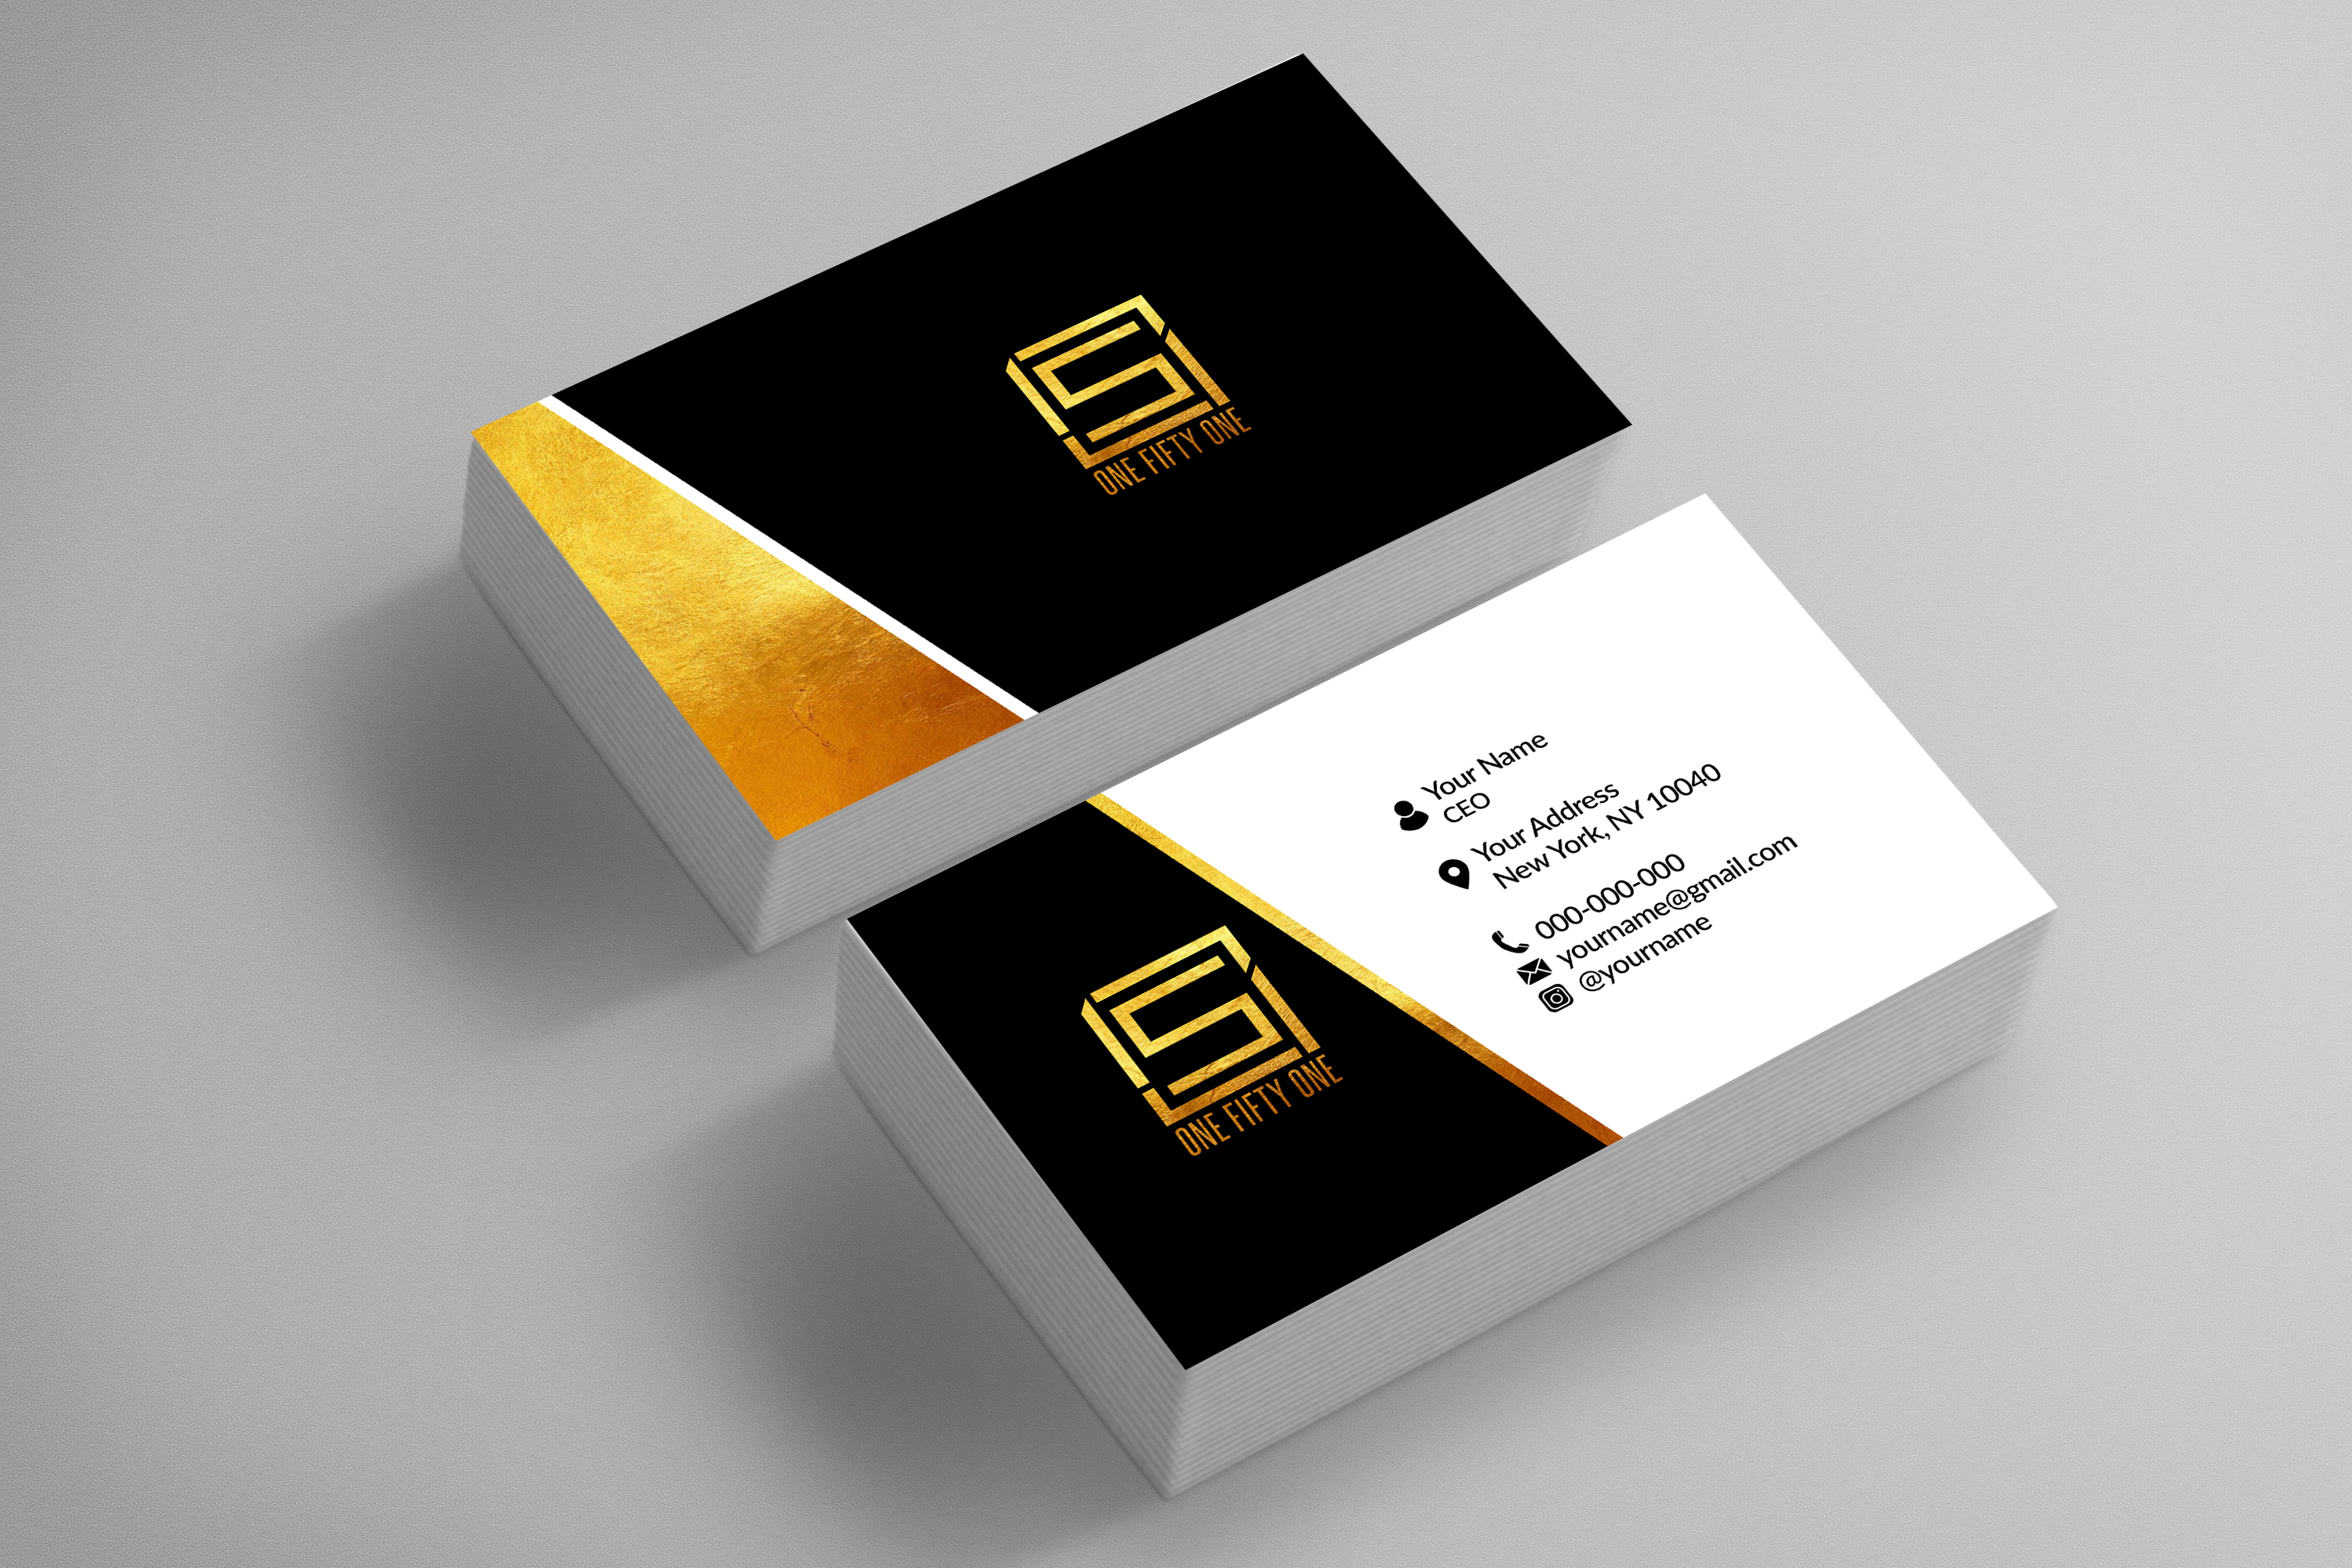 ONE FIFTY ONE
Your Name
CEO
Your Address
New York, NY 10040
000-000-000
yourname@gmail.com
@yourname
ONE FIFTY ONE